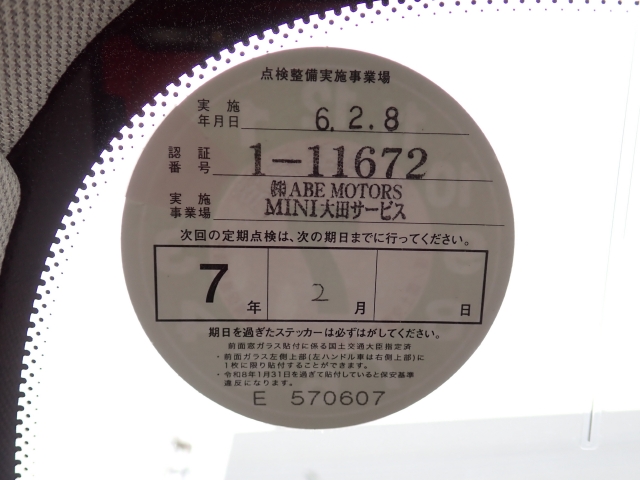 点検整備実施事業場
実施年月日 6.2.8
認証番号 1-11672
実施事業場 ㈱ABE MOTORS
MINI大田サービス
次回の定期点検は、次の期日までに行ってください。
7年 2月 日
期日を過ぎたステッカーは必ずはがしてください。
前面窓ガラス貼付に係る国土交通大臣指定済
・前面ガラス左側上部(左ハンドル車は右側上部)に
1枚に限り貼付することができます。
・令和8年1月31日を過ぎて貼付していると保安基準
違反になります。
E 570607